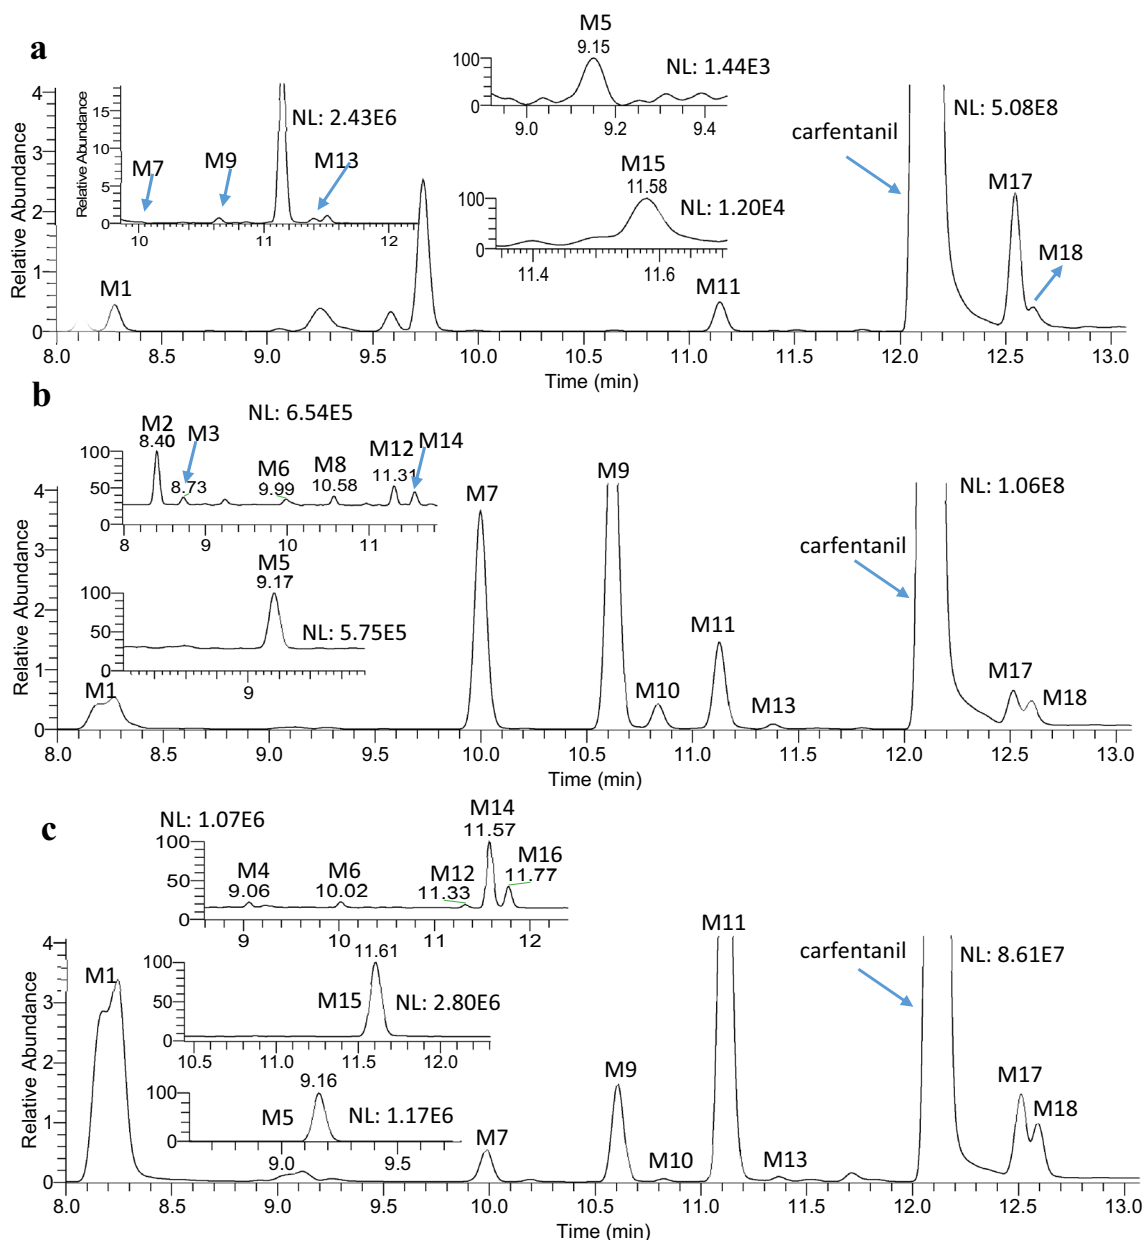 a
M5
9.15
100
NL: 1.44E3
50
0
9.0 9.2 9.4
4
3
2
1
0
Relative Abundance
15
10
5
0
Relative Abundance
NL: 2.43E6
M7 M9 M13
10 11 12
M15
11.58
100
NL: 1.20E4
50
0
11.4 11.6
carfentanil
NL: 5.08E8
M17
M18
M1
M11
8.0 8.5 9.0 9.5 10.0 10.5 11.1 11.5 12.0 12.5 13.0
Time (min)
b
NL: 6.54E5
M2
8.40
M3
8.73
M6
9.99
M8
10.58
M12
11.31
M14
100
50
0
8 9 10 11
M5
9.17
100
NL: 5.75E5
50
0
9
4
3
2
1
0
Relative Abundance
M1
M7
M9
M10
M11
M13
carfentanil
NL: 1.06E8
M17
M18
8.0 8.5 9.0 9.5 10.0 10.5 11.0 11.5 12.0 12.5 13.0
Time (min)
c
NL: 1.07E6
M14
11.57
M4
9.06
M6
10.02
M12
11.33
M16
11.77
100
50
0
9 10 11 12
11.61
100
M15
NL: 2.80E6
50
0
10.5 11.0 11.5 12.0
9.16
100
M5
NL: 1.17E6
50
0
9.0 9.5
4
3
2
1
0
Relative Abundance
M1
M7
M9
M10
M11
M13
carfentanil
NL: 8.61E7
M17
M18
8.0 8.5 9.0 9.5 10.0 10.5 11.0 11.5 12.0 12.5 13.0
Time (min)